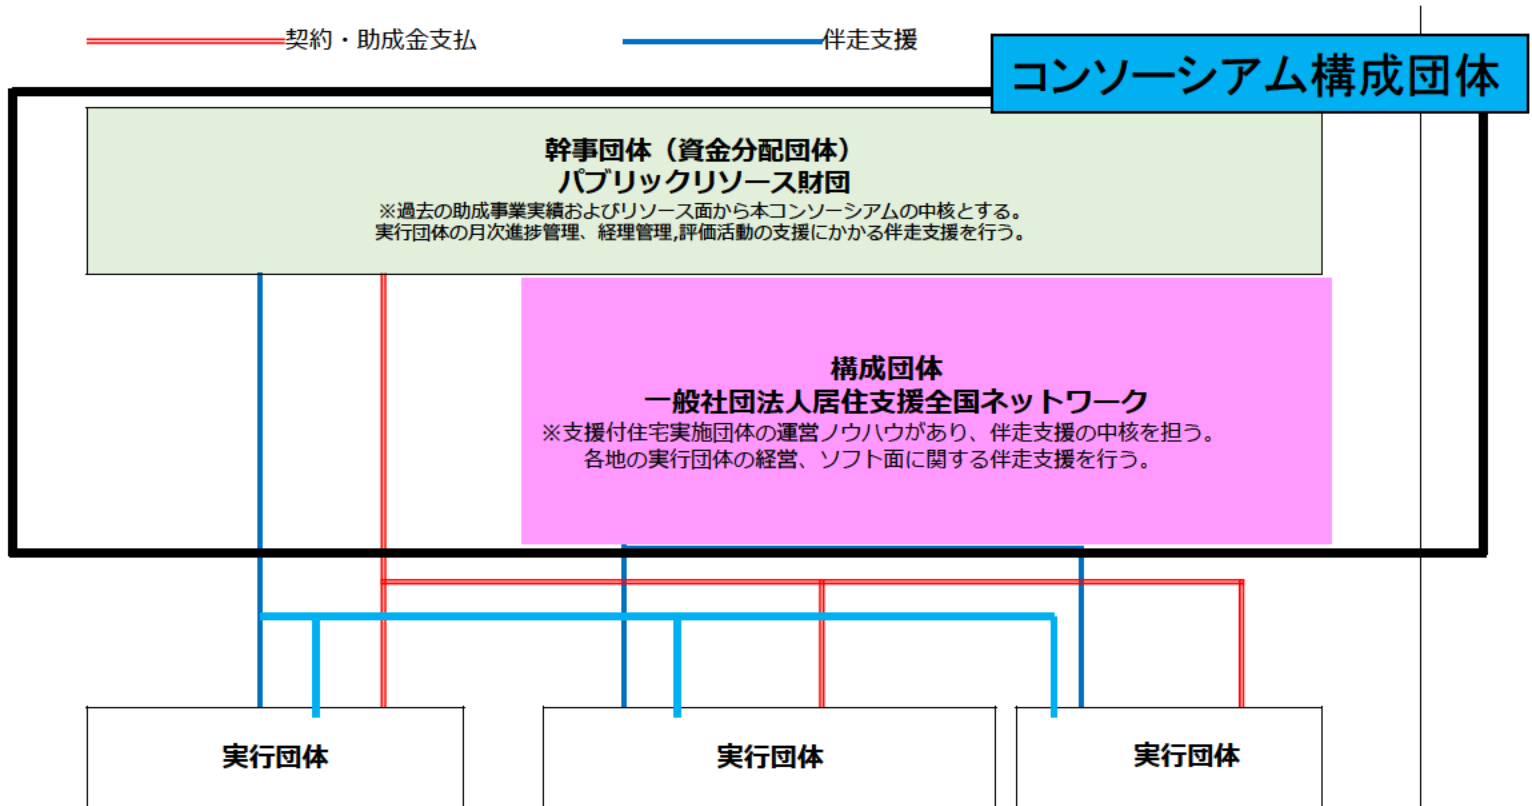 契約・助成金支払
伴走支援
コンソーシアム構成団体
幹事団体（資金分配団体）
パブリックリソース財団
※過去の助成事業実績およびリソース面から本コンソーシアムの中核とする。
実行団体の月次進捗管理、経理管理,評価活動の支援にかかる伴走支援を行う。
構成団体
一般社団法人居住支援全国ネットワーク
※支援付住宅実施団体の運営ノウハウがあり、伴走支援の中核を担う。
各地の実行団体の経営、ソフト面に関する伴走支援を行う。
実行団体
実行団体
実行団体